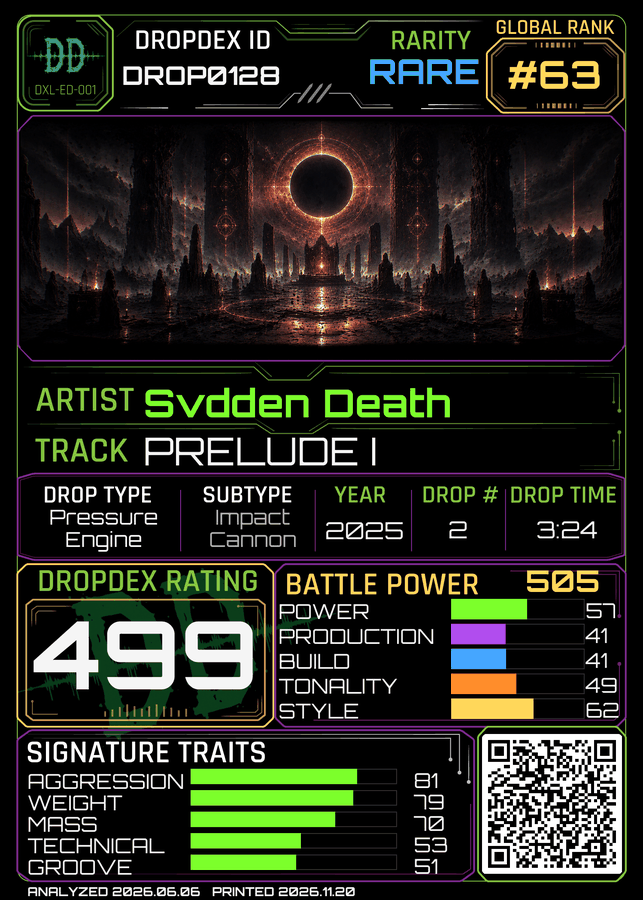 DD
DXL-ED-001
DROPDEX ID
DROP0128
RARITY
RARE
GLOBAL RANK
#63
ARTIST Svdden Death
TRACK PRELUDE I
DROP TYPE
Pressure
Engine
SUBTYPE
Impact
Cannon
YEAR
2025
DROP #
2
DROP TIME
3:24
DROPDEX RATING
499
BATTLE POWER 505
POWER 57
PRODUCTION 41
BUILD 41
TONALITY 49
STYLE 62
SIGNATURE TRAITS
AGGRESSION 81
WEIGHT 79
MASS 70
TECHNICAL 53
GROOVE 51
ANALYZED 2026.06.06 PRINTED 2026.11.20